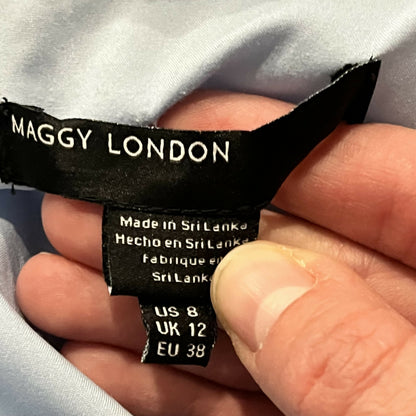 MAGGY LONDON
Made in Sri Lanka
Hecho en Sri Lanka
Fabrique en
Sri Lanka
US 8
UK 12
EU 38